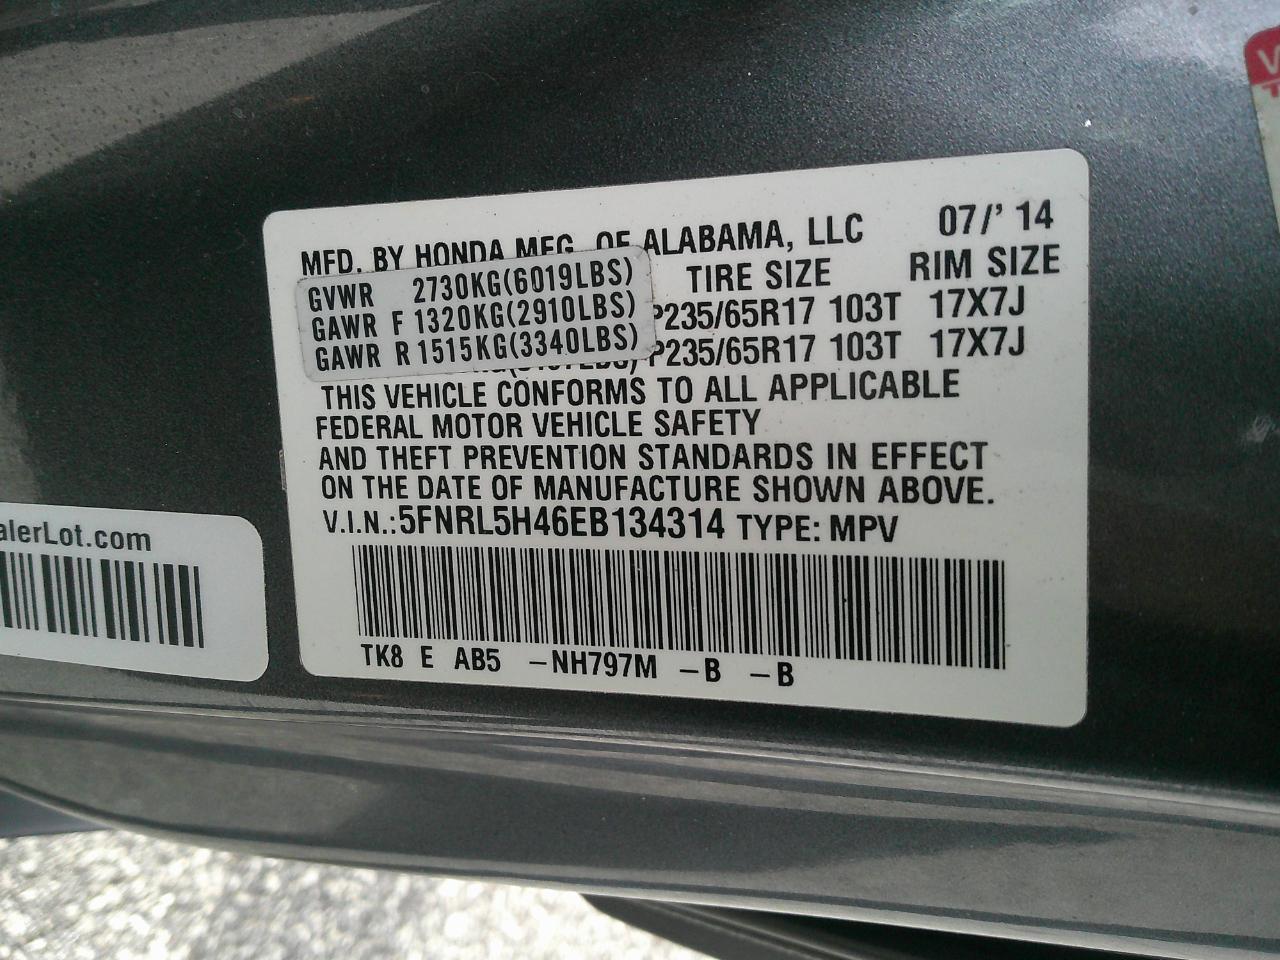 MFD. BY HONDA MFG. OF ALABAMA, LLC 07/' 14
TIRE SIZE RIM SIZE
GVWR 2730KG(6019LBS)
GAWR F 1320KG(2910LBS) P235/65R17 103T 17X7J
GAWR R 1515KG(3340LBS) P235/65R17 103T 17X7J
THIS VEHICLE CONFORMS TO ALL APPLICABLE
FEDERAL MOTOR VEHICLE SAFETY
AND THEFT PREVENTION STANDARDS IN EFFECT
ON THE DATE OF MANUFACTURE SHOWN ABOVE.
V.I.N.:5FNRL5H46EB134314 TYPE: MPV
TK8 E AB5 -NH797M -B -B
alerLot.com